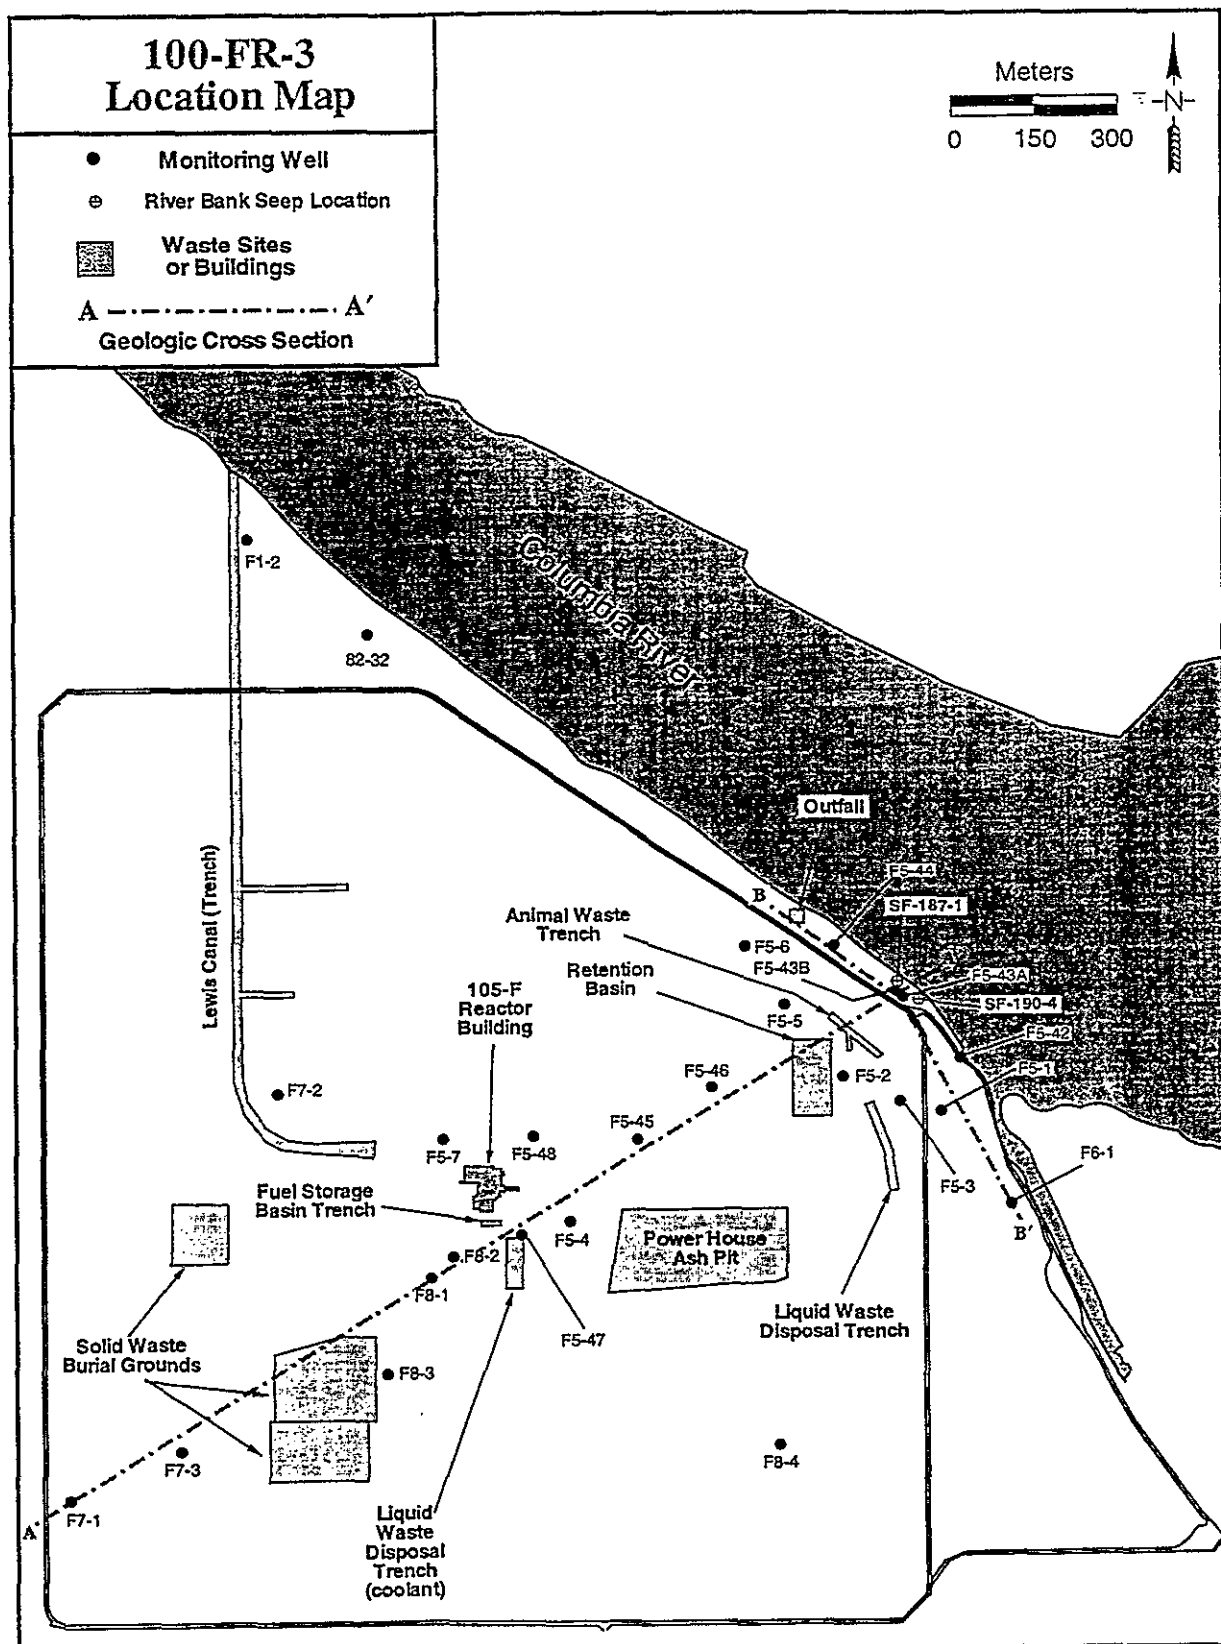 100-FR-3
Location Map
Monitoring Well
River Bank Seep Location
Waste Sites
or Buildings
A A′
Geologic Cross Section
Meters
0 150 300
N
F1-2
82-32
Columbia River
Outfall
B
F5-44
SF-187-1
Animal Waste
Trench
F5-6
F5-43B
F5-43A
Retention
Basin
SF-190-4
105-F
Reactor
Building
F5-5
F5-42
Lewis Canal (Trench)
F5-46
F5-2
F5-1
F7-2
F5-45
F5-7
F5-48
F5-3
F6-1
Fuel Storage
Basin Trench
F5-4
B′
Power House
Ash Pit
F8-2
F8-1
Liquid Waste
Disposal Trench
F5-47
Solid Waste
Burial Grounds
F8-3
F7-3
F8-4
F7-1
A
Liquid
Waste
Disposal
Trench
(coolant)